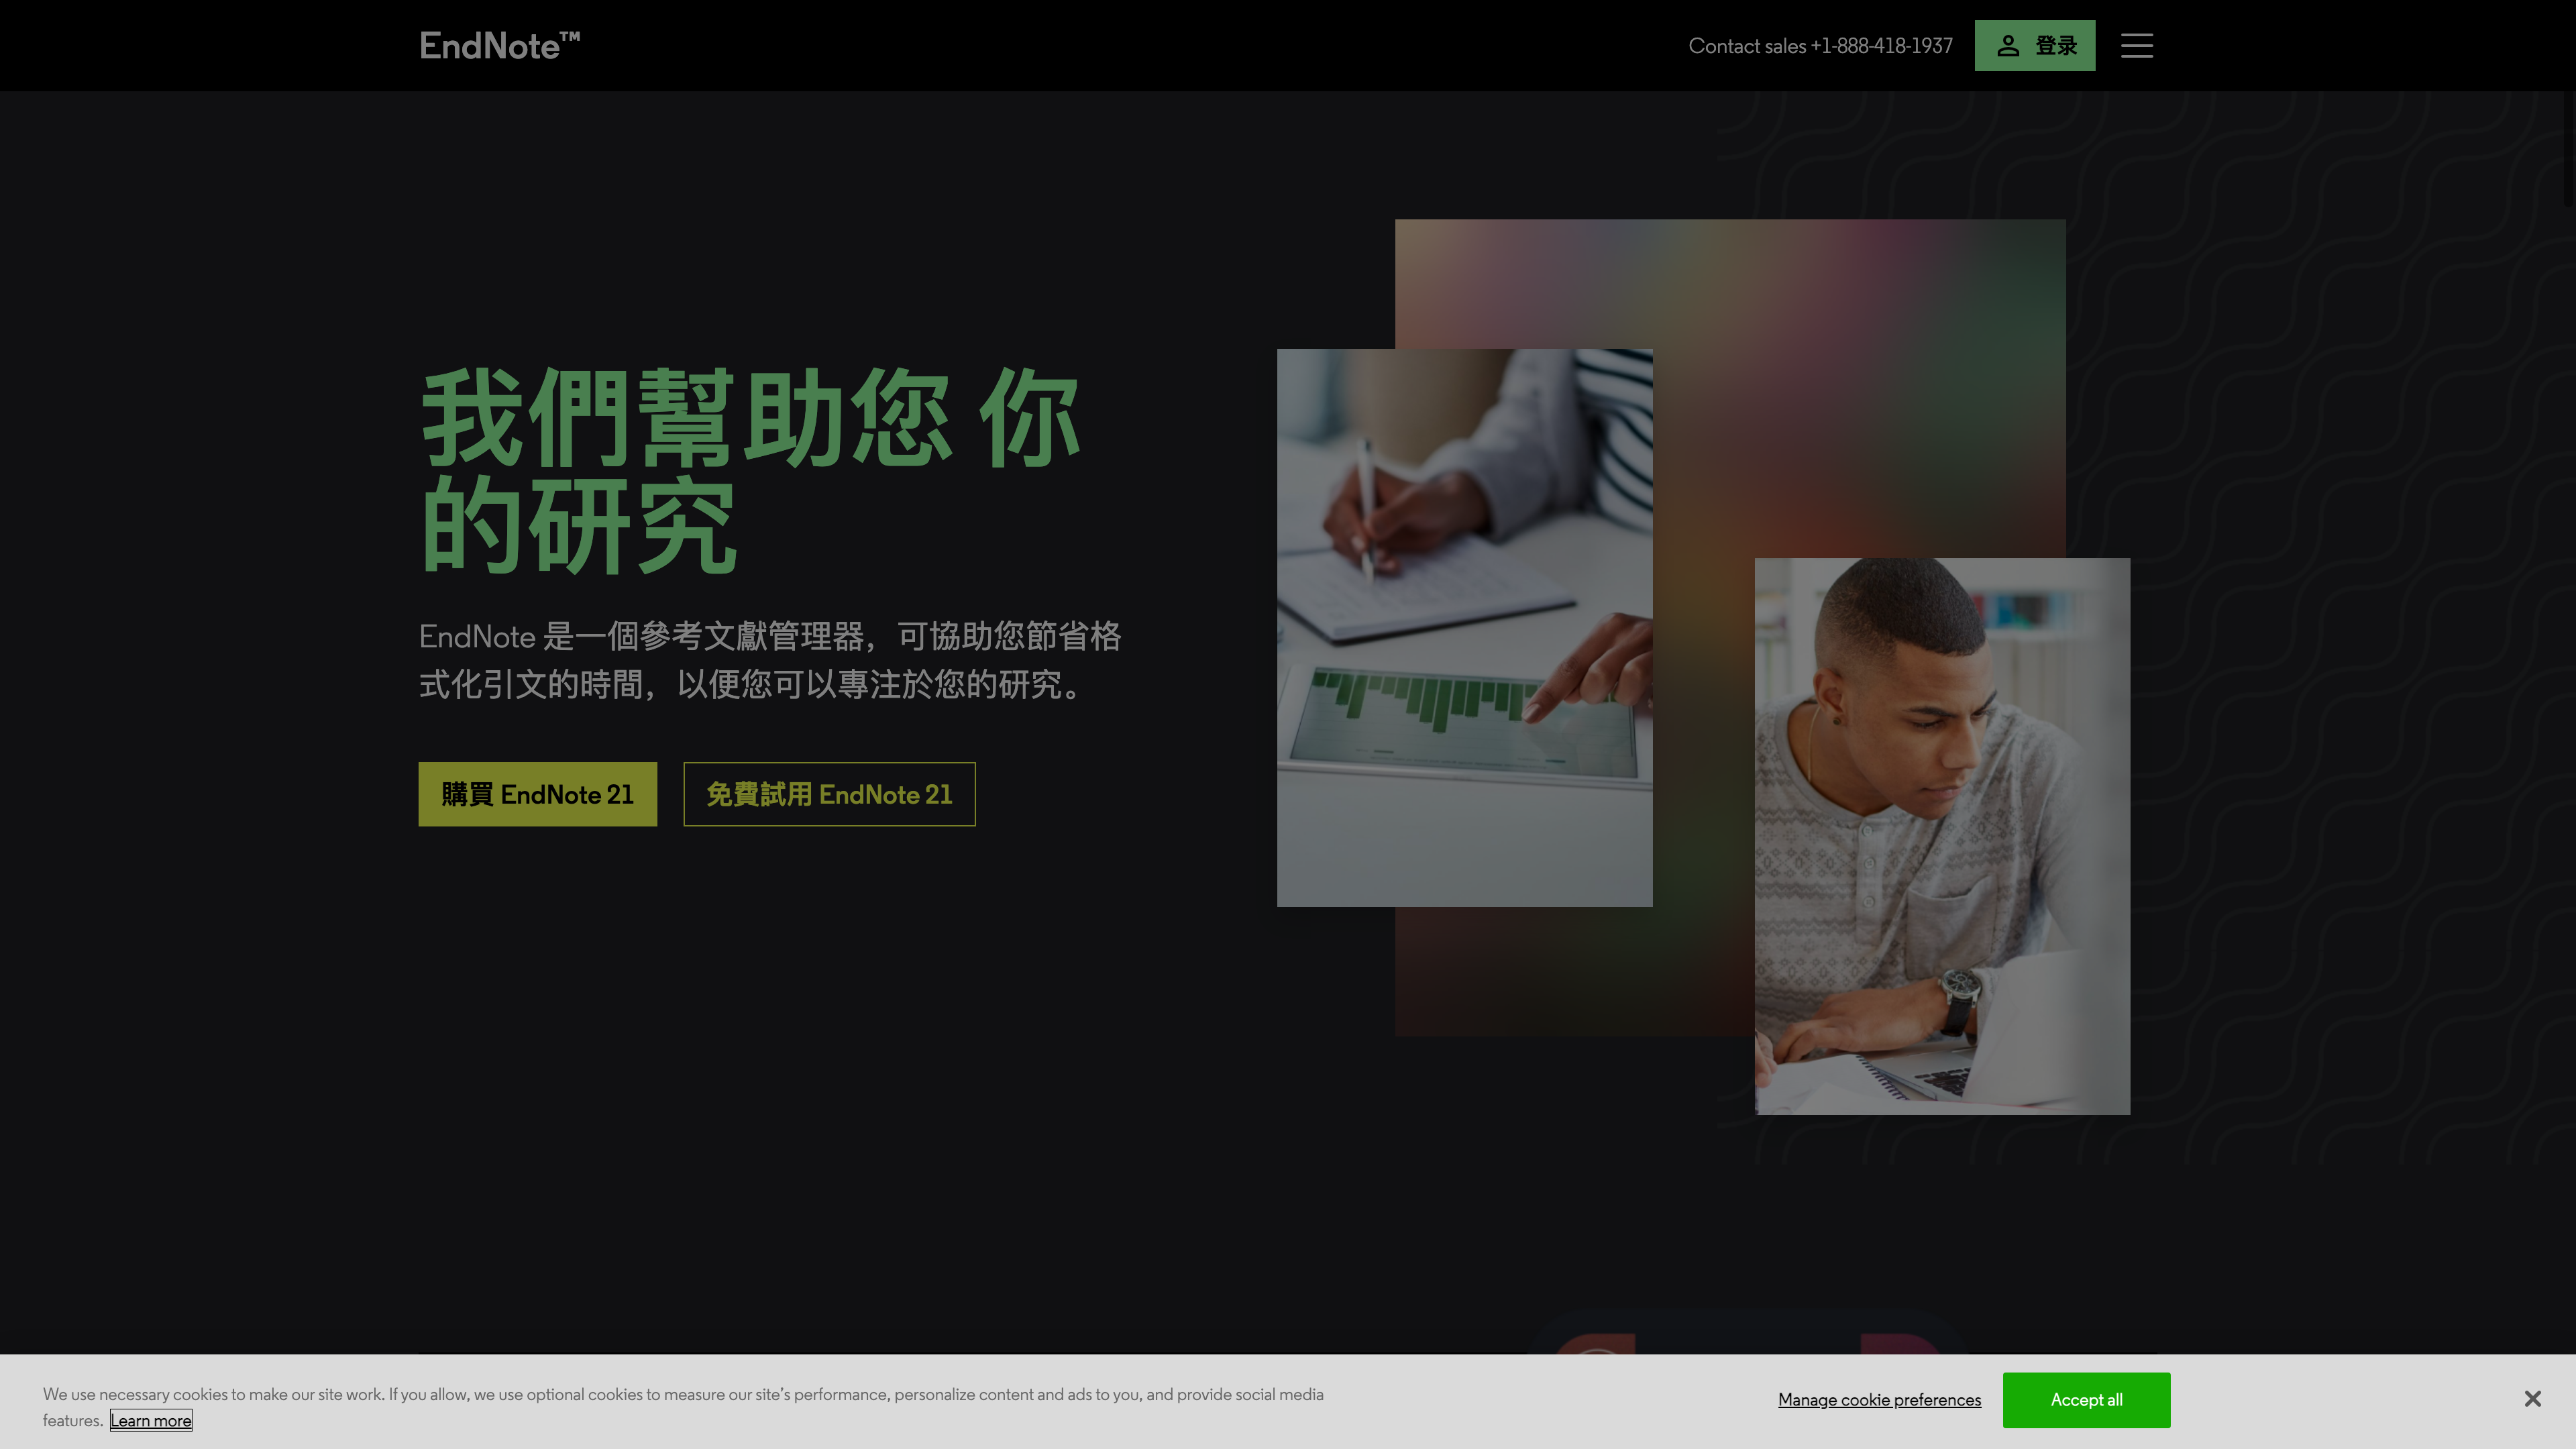 EndNote™
Contact sales +1-888-418-1937
登录
我們幫助您 你
的研究
EndNote 是一個參考文獻管理器，可協助您節省格
式化引文的時間，以便您可以專注於您的研究。
購買 EndNote 21
免費試用 EndNote 21
We use necessary cookies to make our site work. If you allow, we use optional cookies to measure our site's performance, personalize content and ads to you, and provide social media
features. Learn more
Manage cookie preferences
Accept all